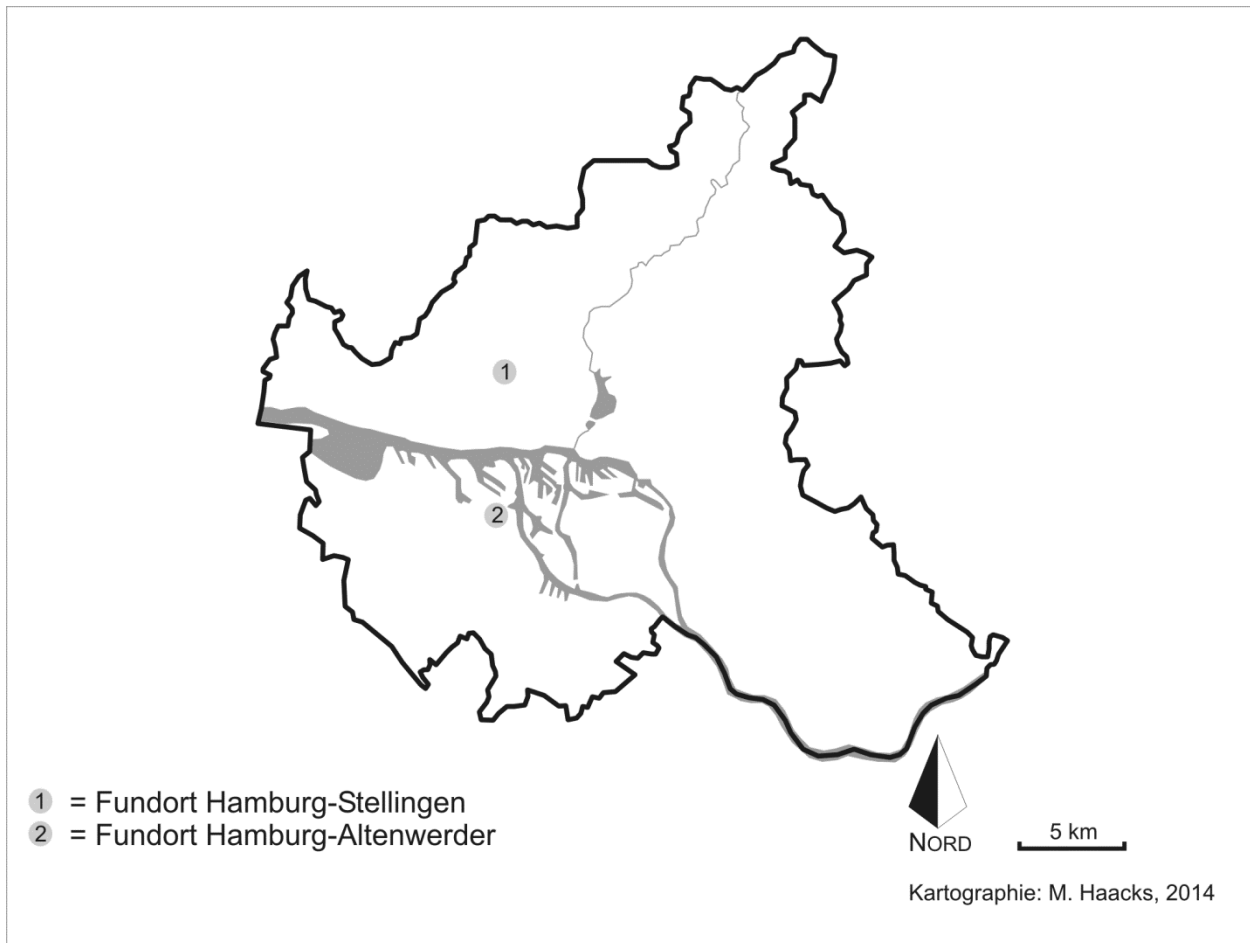 1
2
1 = Fundort Hamburg-Stellingen
2 = Fundort Hamburg-Altenwerder
NORD
5 km
Kartographie: M. Haacks, 2014